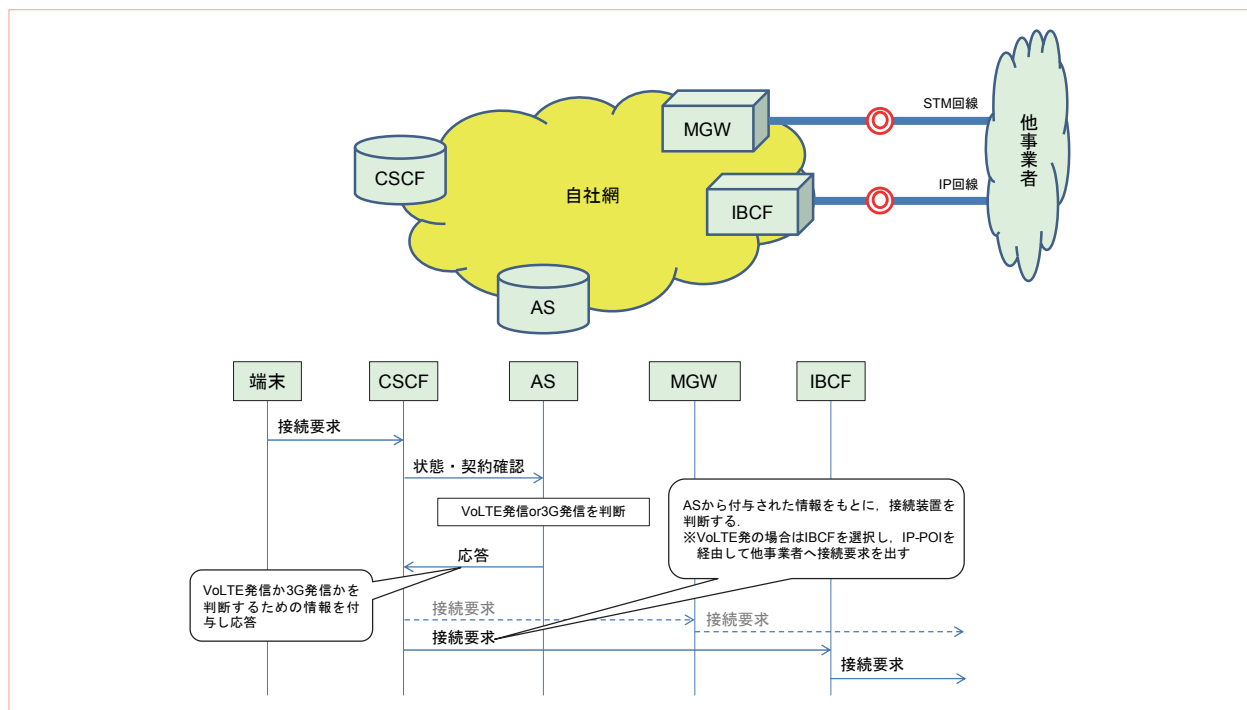 STM回線
MGW
他事業者
CSCF
自社網
IP回線
IBCF
AS
端末
CSCF
AS
MGW
IBCF
接続要求
状態・契約確認
VoLTE発信or3G発信を判断
ASから付与された情報をもとに，接続装置を
判断する．
※VoLTE発の場合はIBCFを選択し，IP-POIを
経由して他事業者へ接続要求を出す
応答
VoLTE発信か3G発信かを
判断するための情報を付
与し応答
接続要求
接続要求
接続要求
接続要求